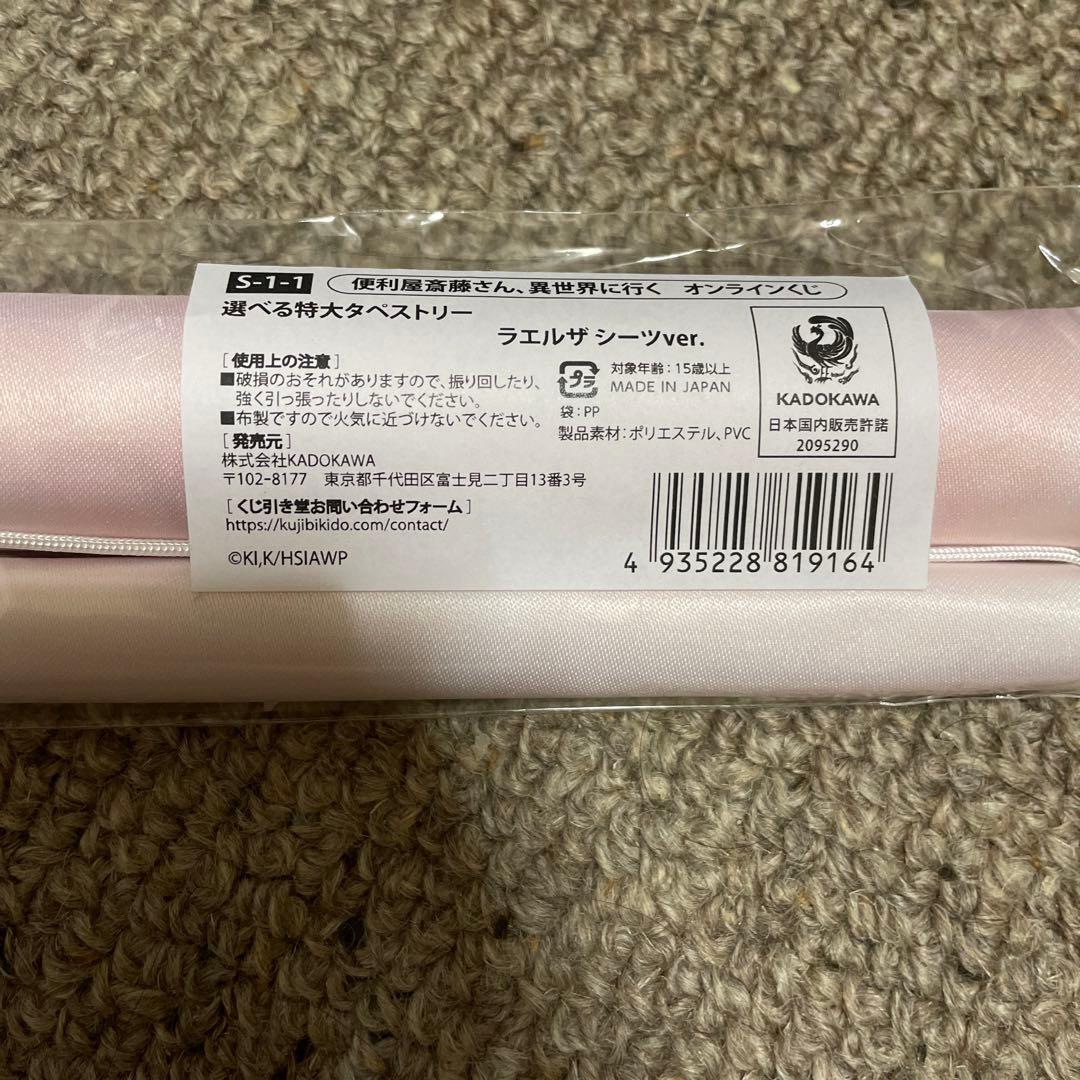 S-1-1 便利屋斎藤さん、異世界に行く オンラインくじ
選べる特大タペストリー
ラエルザ シーツver.
[使用上の注意]
■破損のおそれがありますので、振り回したり、
強く引っ張ったりしないでください。
■布製ですので火気に近づけないでください。
[発売元]
株式会社KADOKAWA
〒102-8177 東京都千代田区富士見二丁目13番3号
[くじ引き堂お問い合わせフォーム]
https://kujibikido.com/contact/
©KI,K/HSIAWP
プラ
対象年齢:15歳以上
MADE IN JAPAN
袋:PP
製品素材:ポリエステル、PVC
KADOKAWA
日本国内販売許諾
2095290
4 935228 819164